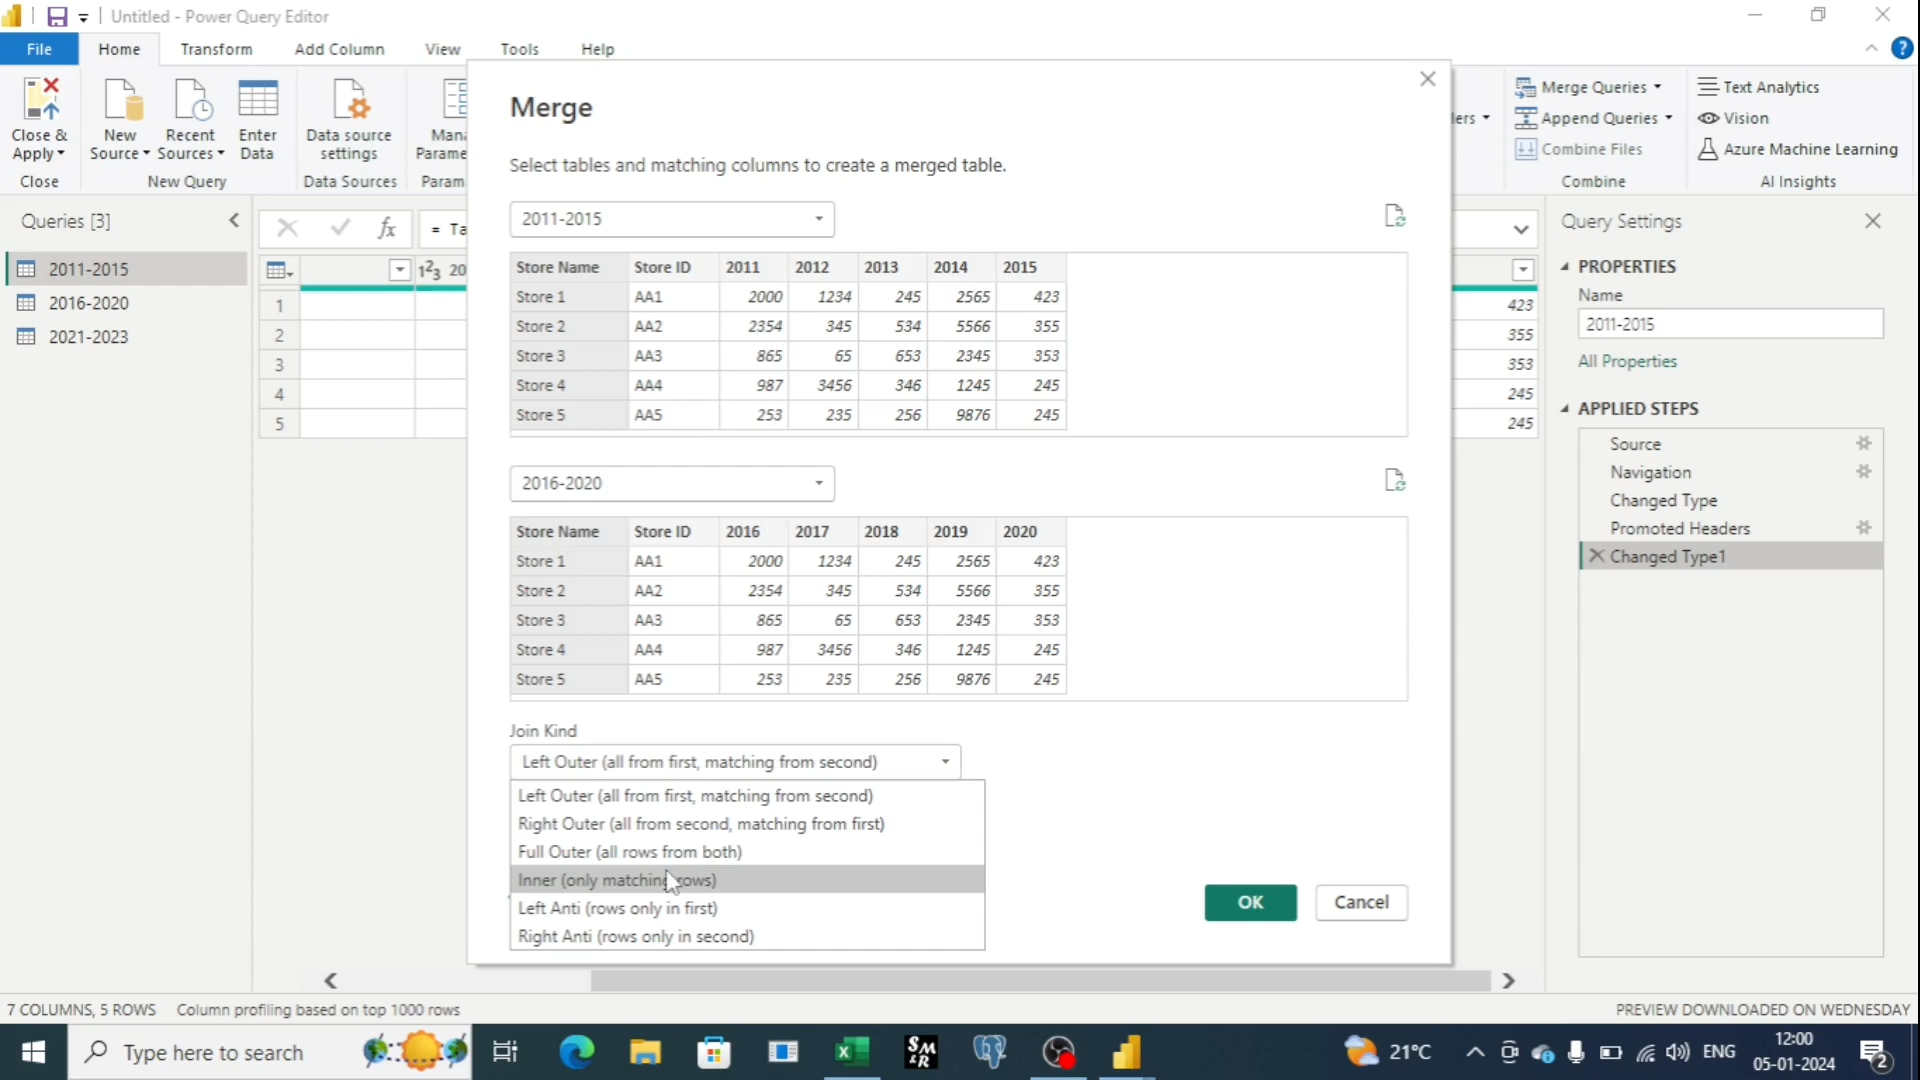 Untitled - Power Query Editor
File Home Transform Add Column View Tools Help
Close & Apply
New Source
Recent Sources
Enter Data
Data source settings
Merge Queries
Append Queries
Combine Files
Text Analytics
Vision
Azure Machine Learning
Close
New Query
Data Sources
Combine
AI Insights
Queries [3]
2011-2015
2016-2020
2021-2023
fx
1
2
3
4
5
Merge
Select tables and matching columns to create a merged table.
2011-2015
Store Name Store ID 2011 2012 2013 2014 2015
Store 1 AA1 2000 1234 245 2565 423
Store 2 AA2 2354 345 534 5566 355
Store 3 AA3 865 65 653 2345 353
Store 4 AA4 987 3456 346 1245 245
Store 5 AA5 253 235 256 9876 245
2016-2020
Store Name Store ID 2016 2017 2018 2019 2020
Store 1 AA1 2000 1234 245 2565 423
Store 2 AA2 2354 345 534 5566 355
Store 3 AA3 865 65 653 2345 353
Store 4 AA4 987 3456 346 1245 245
Store 5 AA5 253 235 256 9876 245
Join Kind
Left Outer (all from first, matching from second)
Left Outer (all from first, matching from second)
Right Outer (all from second, matching from first)
Full Outer (all rows from both)
Inner (only matching rows)
Left Anti (rows only in first)
Right Anti (rows only in second)
OK Cancel
423
355
353
245
245
Query Settings
PROPERTIES
Name
2011-2015
All Properties
APPLIED STEPS
Source
Navigation
Changed Type
Promoted Headers
Changed Type1
7 COLUMNS, 5 ROWS Column profiling based on top 1000 rows
PREVIEW DOWNLOADED ON WEDNESDAY
Type here to search
21°C
ENG
12:00
05-01-2024
2